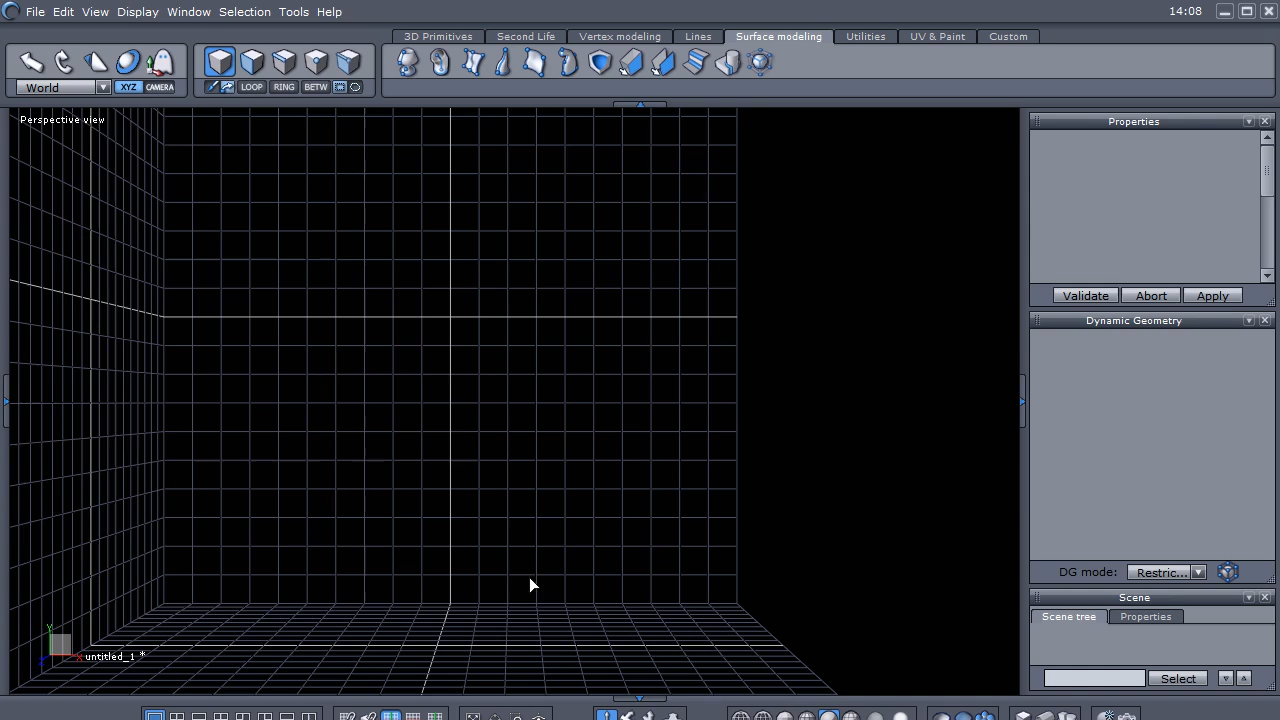 File Edit View Display Window Selection Tools Help 14:08
3D Primitives Second Life Vertex modeling Lines Surface modeling Utilities UV & Paint Custom
World XYZ CAMERA LOOP RING BETW
Perspective view
Properties
Validate Abort Apply
Dynamic Geometry
DG mode: Restric...
Scene
Scene tree Properties
Select
Y
X
Z
untitled_1 *